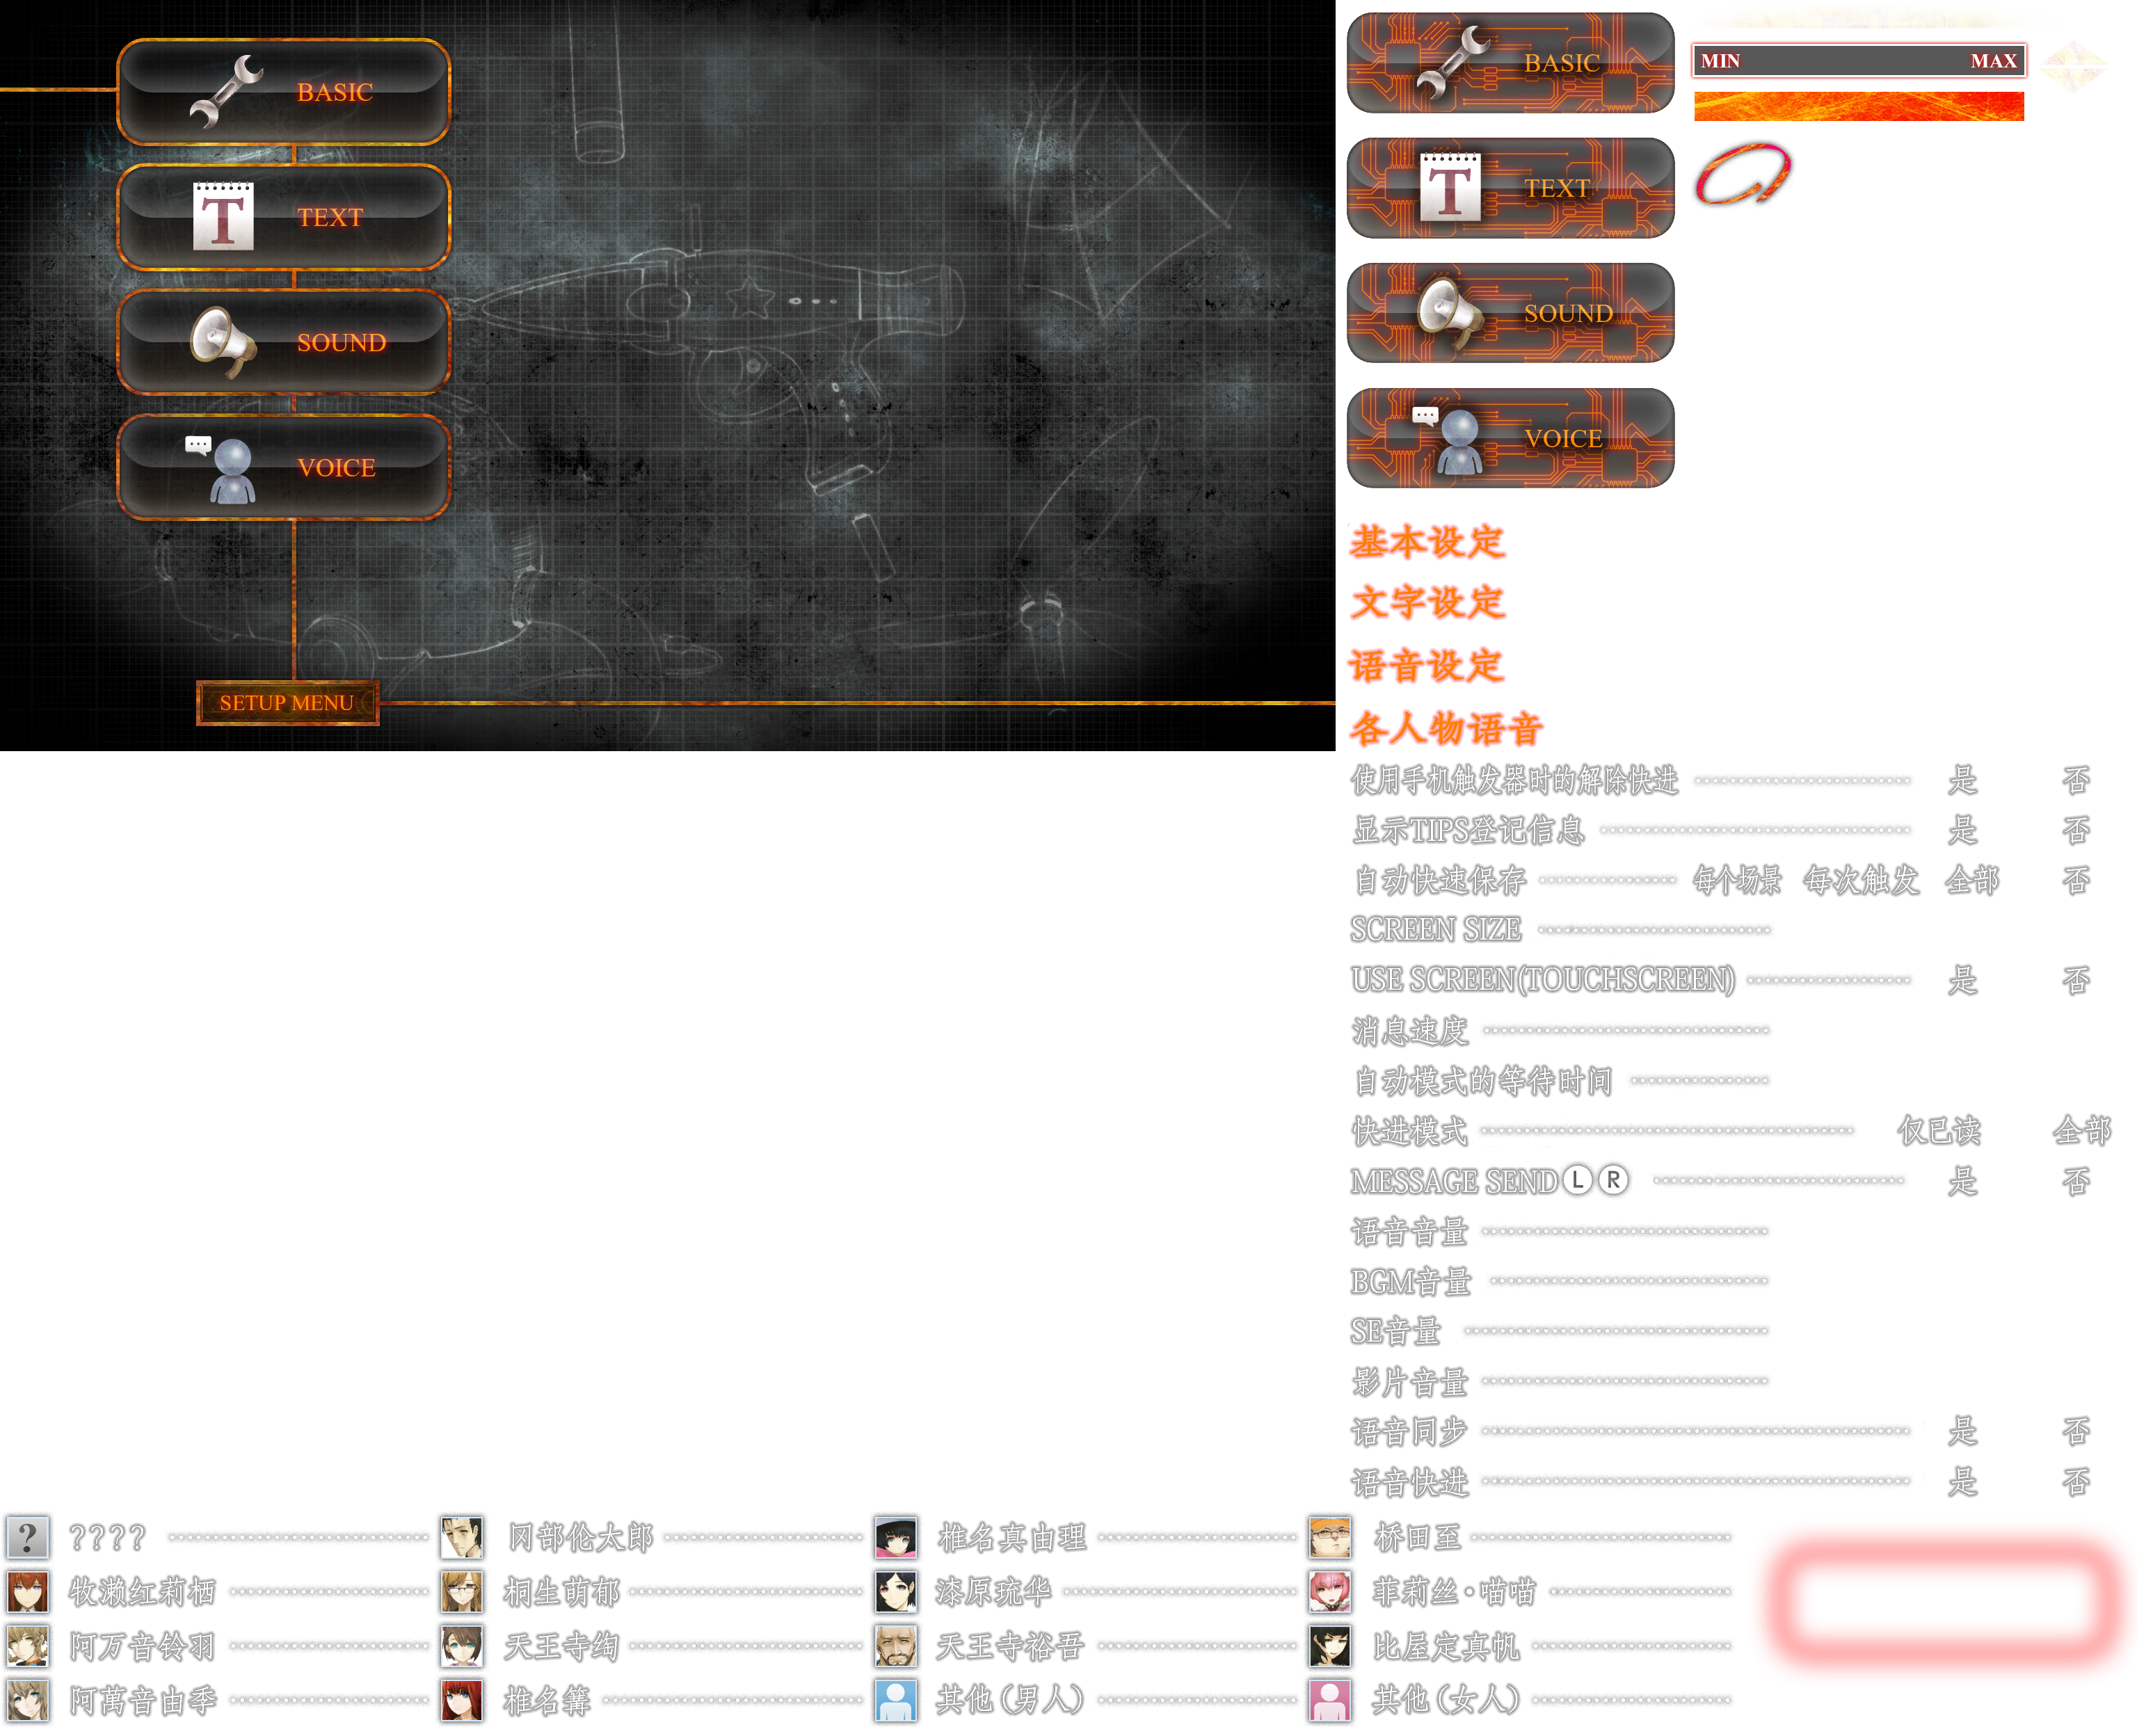 BASIC
TEXT
SOUND
VOICE
SETUP MENU
BASIC
MIN MAX
TEXT
T
SOUND
VOICE
基本设定
文字设定
语音设定
各人物语音
使用手机触发器时的解除快进 是 否
显示TIPS登记信息 是 否
自动快速保存 每个场景 每次触发 全部 否
SCREEN SIZE
USE SCREEN(TOUCHSCREEN) 是 否
消息速度
自动模式的等待时间
快进模式 仅已读 全部
MESSAGE SENDⓁⓇ 是 否
语音音量
BGM音量
SE音量
影片音量
语音同步 是 否
语音快进 是 否
? ???? 冈部伦太郎 椎名真由理 桥田至
牧濑红莉栖 桐生萌郁 漆原琉华 菲莉丝·喵喵
阿万音铃羽 天王寺绹 天王寺裕吾 比屋定真帆
阿萬音由季 椎名篝 其他(男人) 其他(女人)